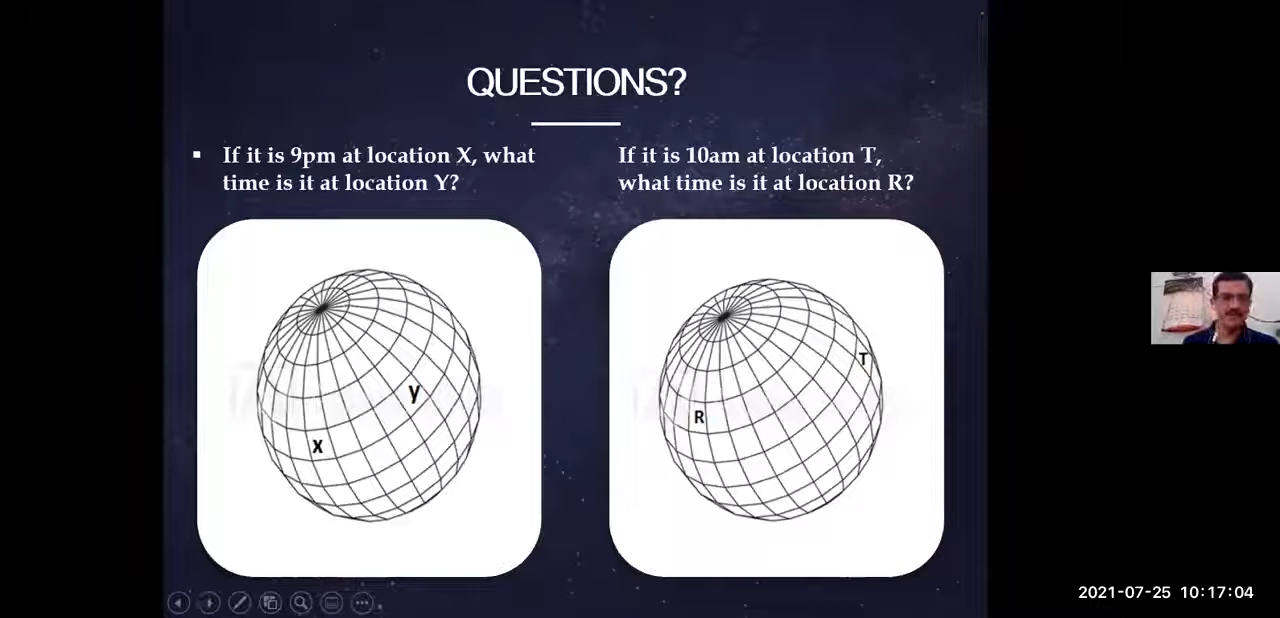 QUESTIONS?
▪ If it is 9pm at location X, what
time is it at location Y?
If it is 10am at location T,
what time is it at location R?
y
X
T
R
2021-07-25 10:17:04